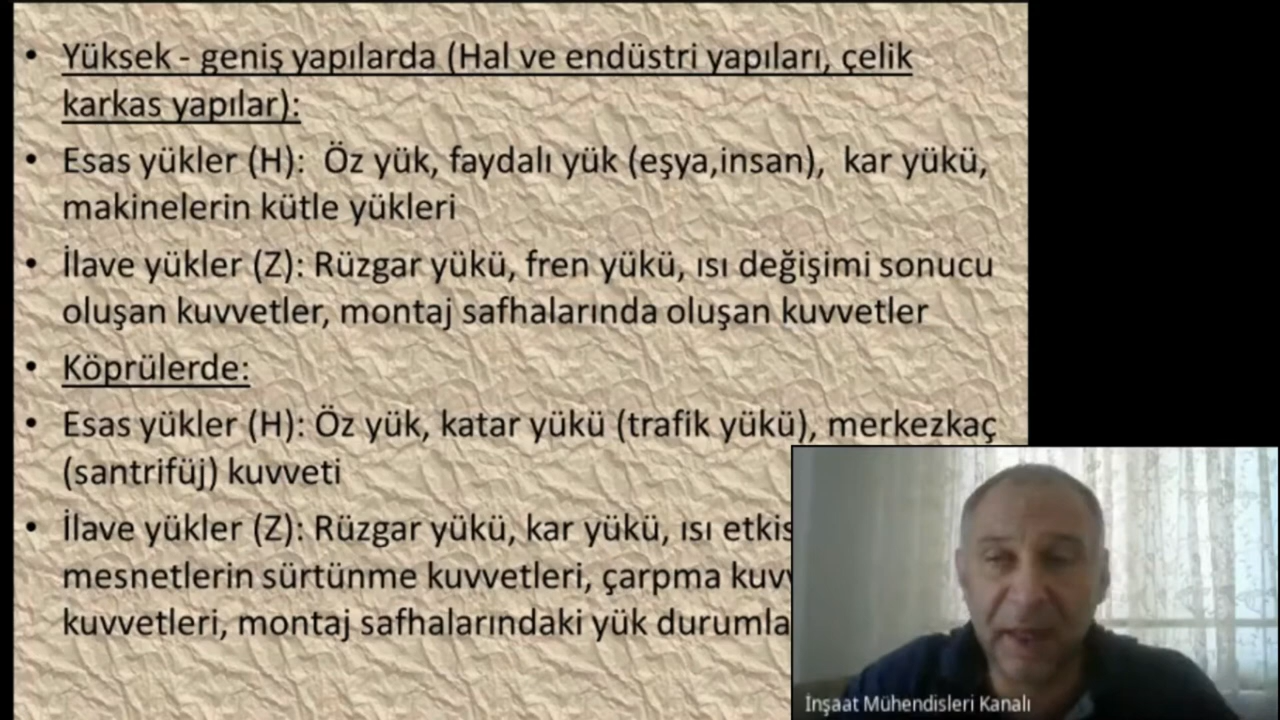 • Yüksek - geniş yapılarda (Hal ve endüstri yapıları, çelik
karkas yapılar):
• Esas yükler (H): Öz yük, faydalı yük (eşya,insan), kar yükü,
makinelerin kütle yükleri
• İlave yükler (Z): Rüzgar yükü, fren yükü, ısı değişimi sonucu
oluşan kuvvetler, montaj safhalarında oluşan kuvvetler
• Köprülerde:
• Esas yükler (H): Öz yük, katar yükü (trafik yükü), merkezkaç
(santrifüj) kuvveti
• İlave yükler (Z): Rüzgar yükü, kar yükü, ısı
mesnetlerin sürtünme kuvvetleri, çarpma
kuvvetleri, montaj safhalarındaki yük
İnşaat Mühendisleri Kanalı